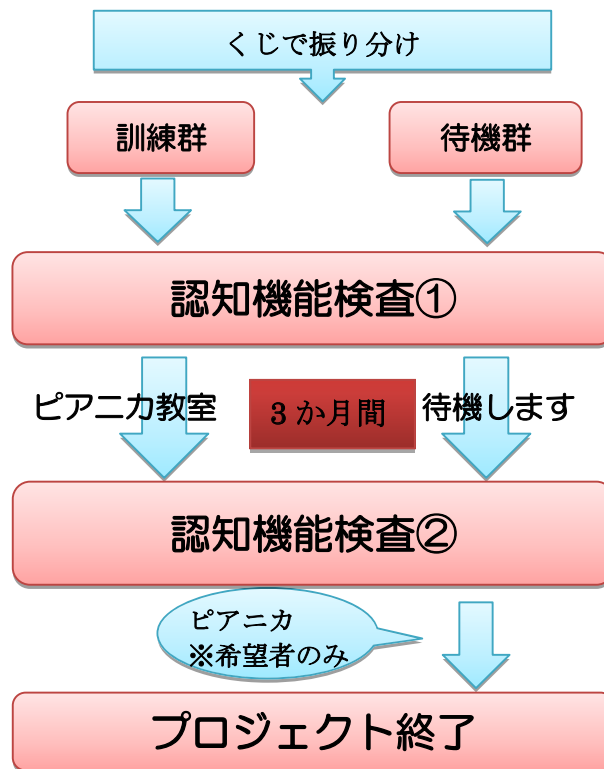 くじで振り分け
訓練群
待機群
認知機能検査①
ピアニカ教室
3か月間
待機します
認知機能検査②
ピアニカ
※希望者のみ
プロジェクト終了